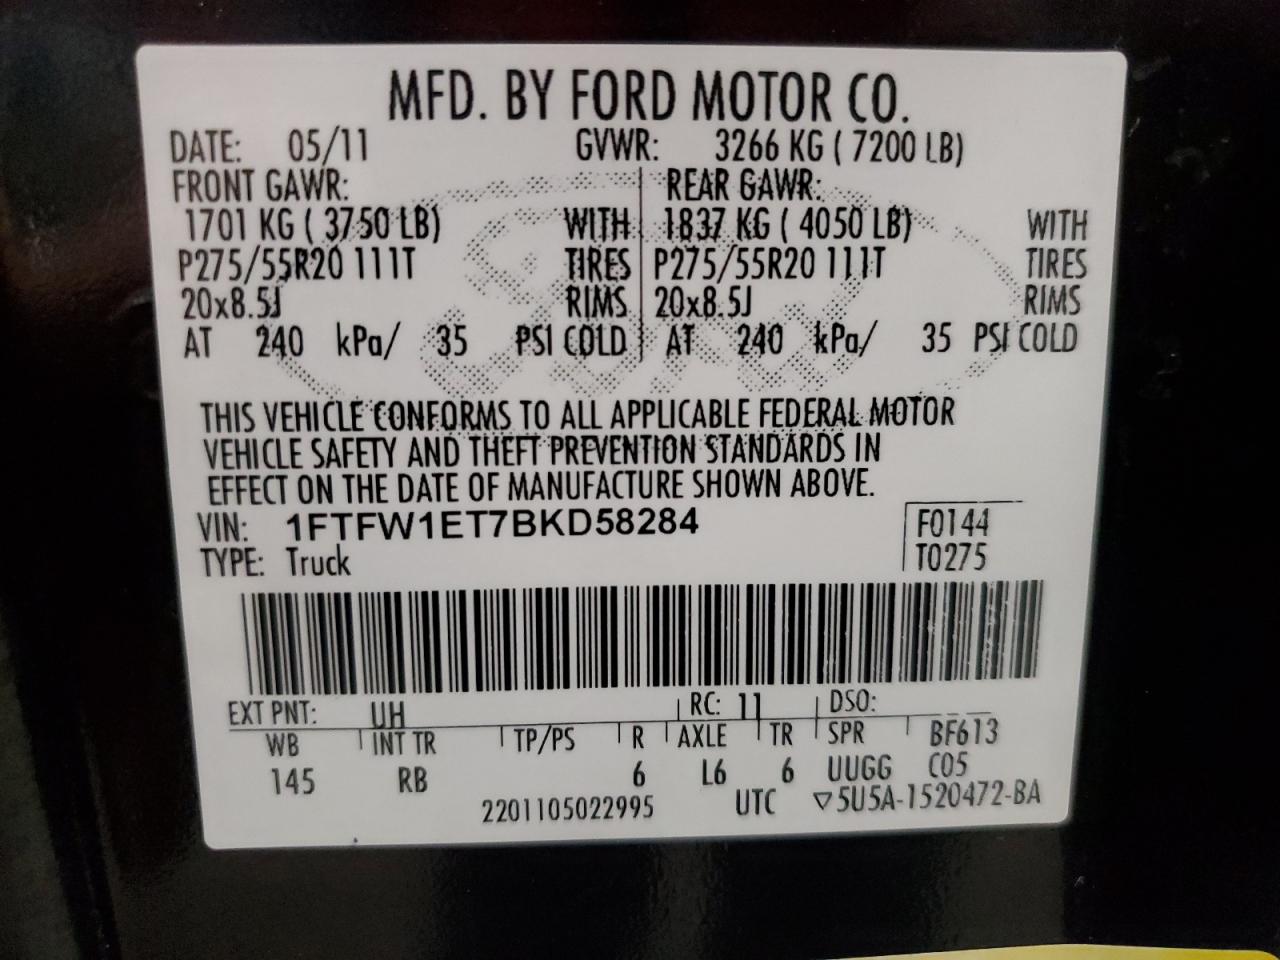 MFD. BY FORD MOTOR CO.
DATE: 05/11 GVWR: 3266 KG ( 7200 LB)
FRONT GAWR: REAR GAWR:
1701 KG ( 3750 LB) WITH 1837 KG ( 4050 LB) WITH
P275/55R20 111T TIRES P275/55R20 111T TIRES
20x8.5J RIMS 20x8.5J RIMS
AT 240 kPa/ 35 PSI COLD AT 240 kPa/ 35 PSI COLD
THIS VEHICLE CONFORMS TO ALL APPLICABLE FEDERAL MOTOR
VEHICLE SAFETY AND THEFT PREVENTION STANDARDS IN
EFFECT ON THE DATE OF MANUFACTURE SHOWN ABOVE.
VIN: 1FTFW1ET7BKD58284 F0144
TYPE: Truck T0275
EXT PNT: UH RC: 11 DSO:
WB INT TR TP/PS R AXLE TR SPR BF613
145 RB 6 L6 6 UUGG C05
2201105022995 UTC ▽5U5A-1520472-BA